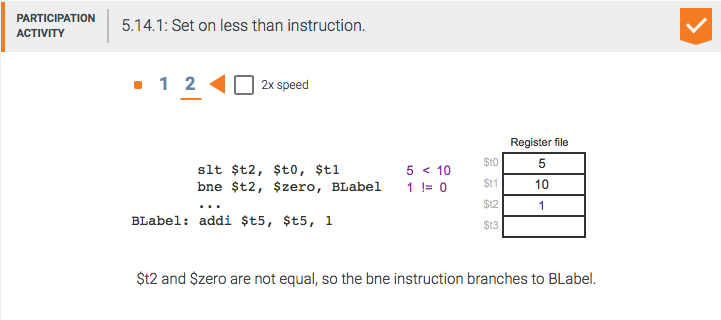 PARTICIPATION ACTIVITY
5.14.1: Set on less than instruction.
1 2 2x speed
Register file
slt $t2, $t0, $t1 5 < 10
bne $t2, $zero, BLabel 1 != 0
...
BLabel: addi $t5, $t5, 1
$t0 5
$t1 10
$t2 1
$t3
$t2 and $zero are not equal, so the bne instruction branches to BLabel.